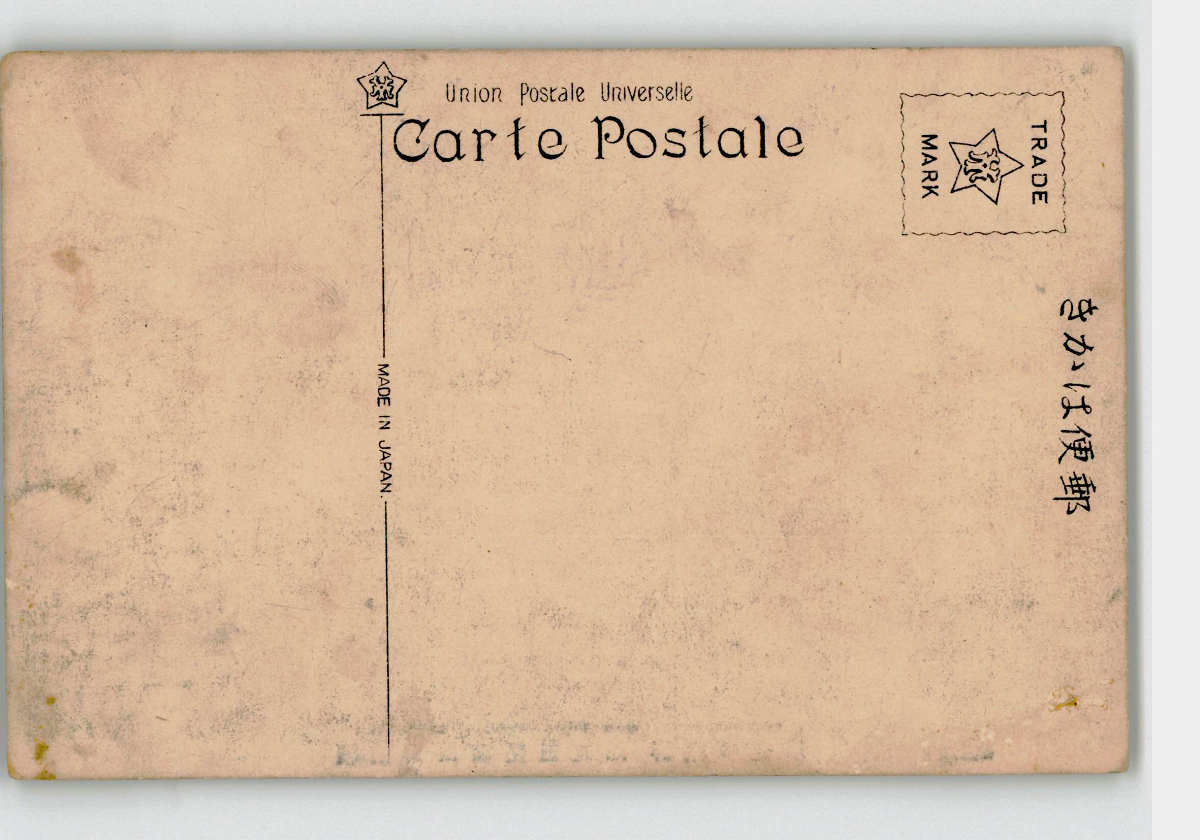 Union Postale Universelle
Carte Postale
TRADE
MARK
郵便はかき
MADE IN JAPAN.